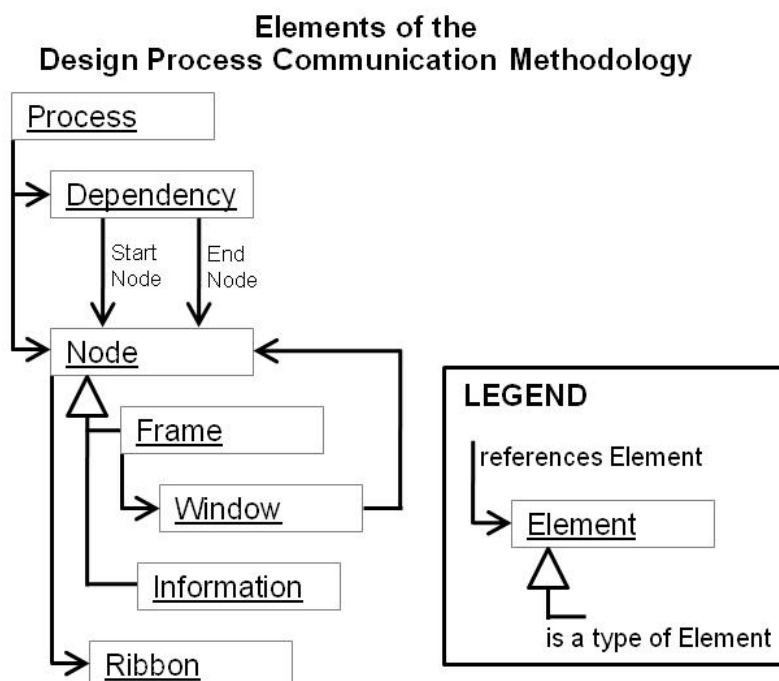 Elements of the
Design Process Communication Methodology
Process
Dependency
Start
Node
End
Node
Node
Frame
Window
Information
Ribbon
LEGEND
references Element
Element
is a type of Element